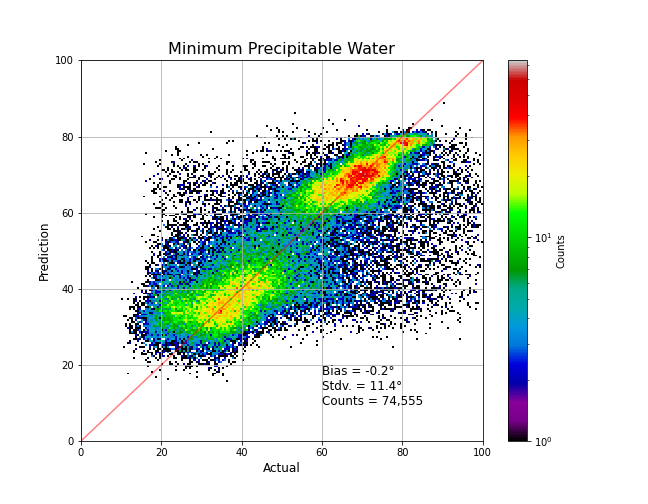 Minimum Precipitable Water
100
80
60
40
20
0
0 20 40 60 80 100
Prediction
Actual
Bias = -0.2°
Stdv. = 11.4°
Counts = 74,555
10¹
10⁰
Counts